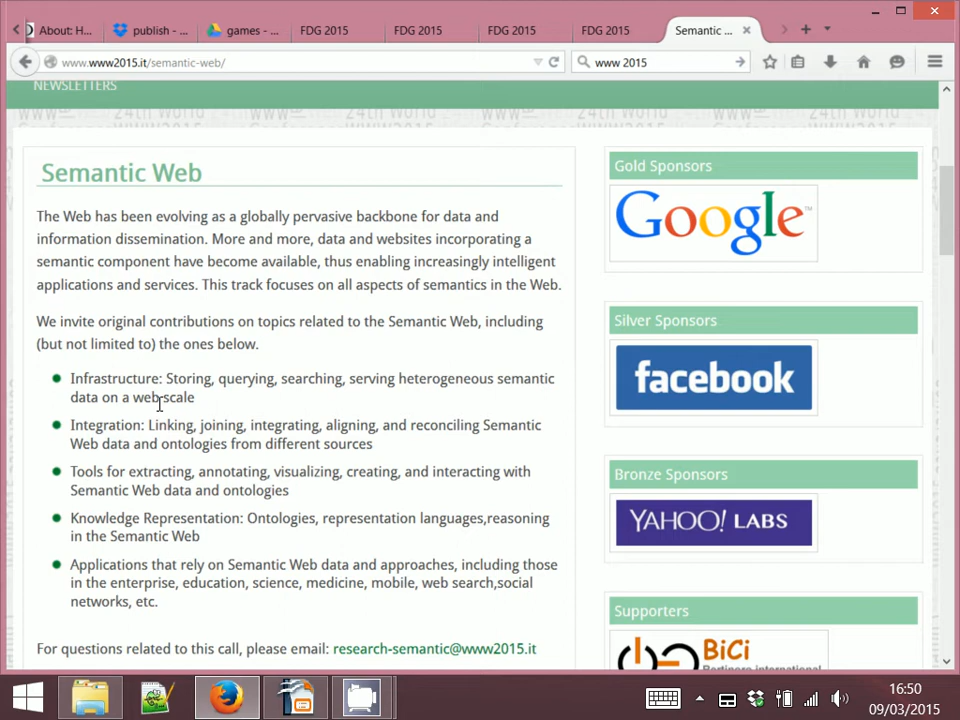 About: H...
publish - ...
games - ...
FDG 2015
FDG 2015
FDG 2015
FDG 2015
Semantic ...
www.www2015.it/semantic-web/
www 2015
NEWSLETTERS
Semantic Web
The Web has been evolving as a globally pervasive backbone for data and
information dissemination. More and more, data and websites incorporating a
semantic component have become available, thus enabling increasingly intelligent
applications and services. This track focuses on all aspects of semantics in the Web.
We invite original contributions on topics related to the Semantic Web, including
(but not limited to) the ones below.
Infrastructure: Storing, querying, searching, serving heterogeneous semantic
data on a web scale
Integration: Linking, joining, integrating, aligning, and reconciling Semantic
Web data and ontologies from different sources
Tools for extracting, annotating, visualizing, creating, and interacting with
Semantic Web data and ontologies
Knowledge Representation: Ontologies, representation languages,reasoning
in the Semantic Web
Applications that rely on Semantic Web data and approaches, including those
in the enterprise, education, science, medicine, mobile, web search,social
networks, etc.
For questions related to this call, please email: research-semantic@www2015.it
Gold Sponsors
Google™
Silver Sponsors
facebook
Bronze Sponsors
YAHOO! LABS
Supporters
BiCi
16:50
09/03/2015